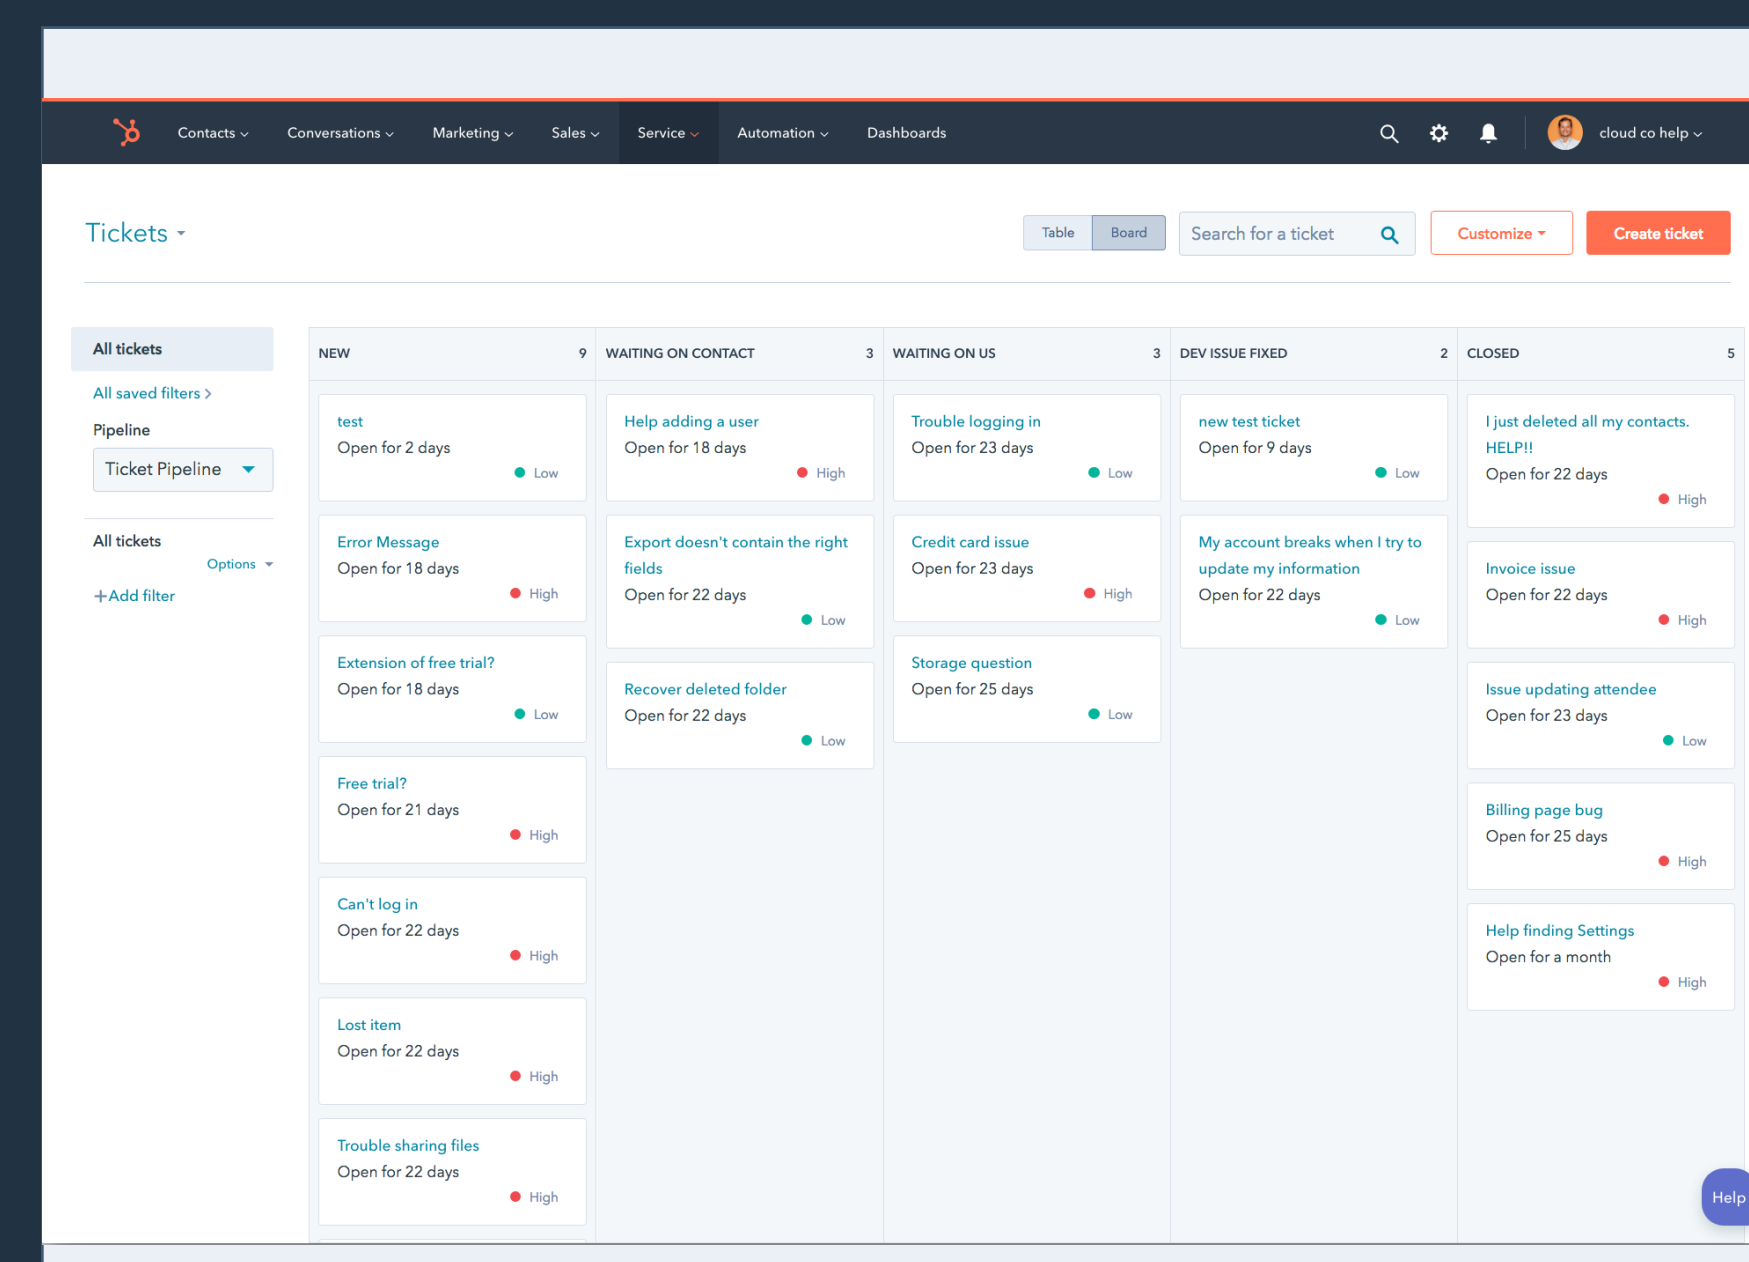 Contacts
Conversations
Marketing
Sales
Service
Automation
Dashboards
cloud co help
Tickets
Table
Board
Search for a ticket
Customize
Create ticket
All tickets
All saved filters
Pipeline
Ticket Pipeline
All tickets
Options
+Add filter
NEW 9
test
Open for 2 days
Low
Error Message
Open for 18 days
High
Extension of free trial?
Open for 18 days
Low
Free trial?
Open for 21 days
High
Can't log in
Open for 22 days
High
Lost item
Open for 22 days
High
Trouble sharing files
Open for 22 days
High
WAITING ON CONTACT 3
Help adding a user
Open for 18 days
High
Export doesn't contain the right
fields
Open for 22 days
Low
Recover deleted folder
Open for 22 days
Low
WAITING ON US 3
Trouble logging in
Open for 23 days
Low
Credit card issue
Open for 23 days
High
Storage question
Open for 25 days
Low
DEV ISSUE FIXED 2
new test ticket
Open for 9 days
Low
My account breaks when I try to
update my information
Open for 22 days
Low
CLOSED 5
I just deleted all my contacts.
HELP!!
Open for 22 days
High
Invoice issue
Open for 22 days
High
Issue updating attendee
Open for 23 days
Low
Billing page bug
Open for 25 days
High
Help finding Settings
Open for a month
High
Help